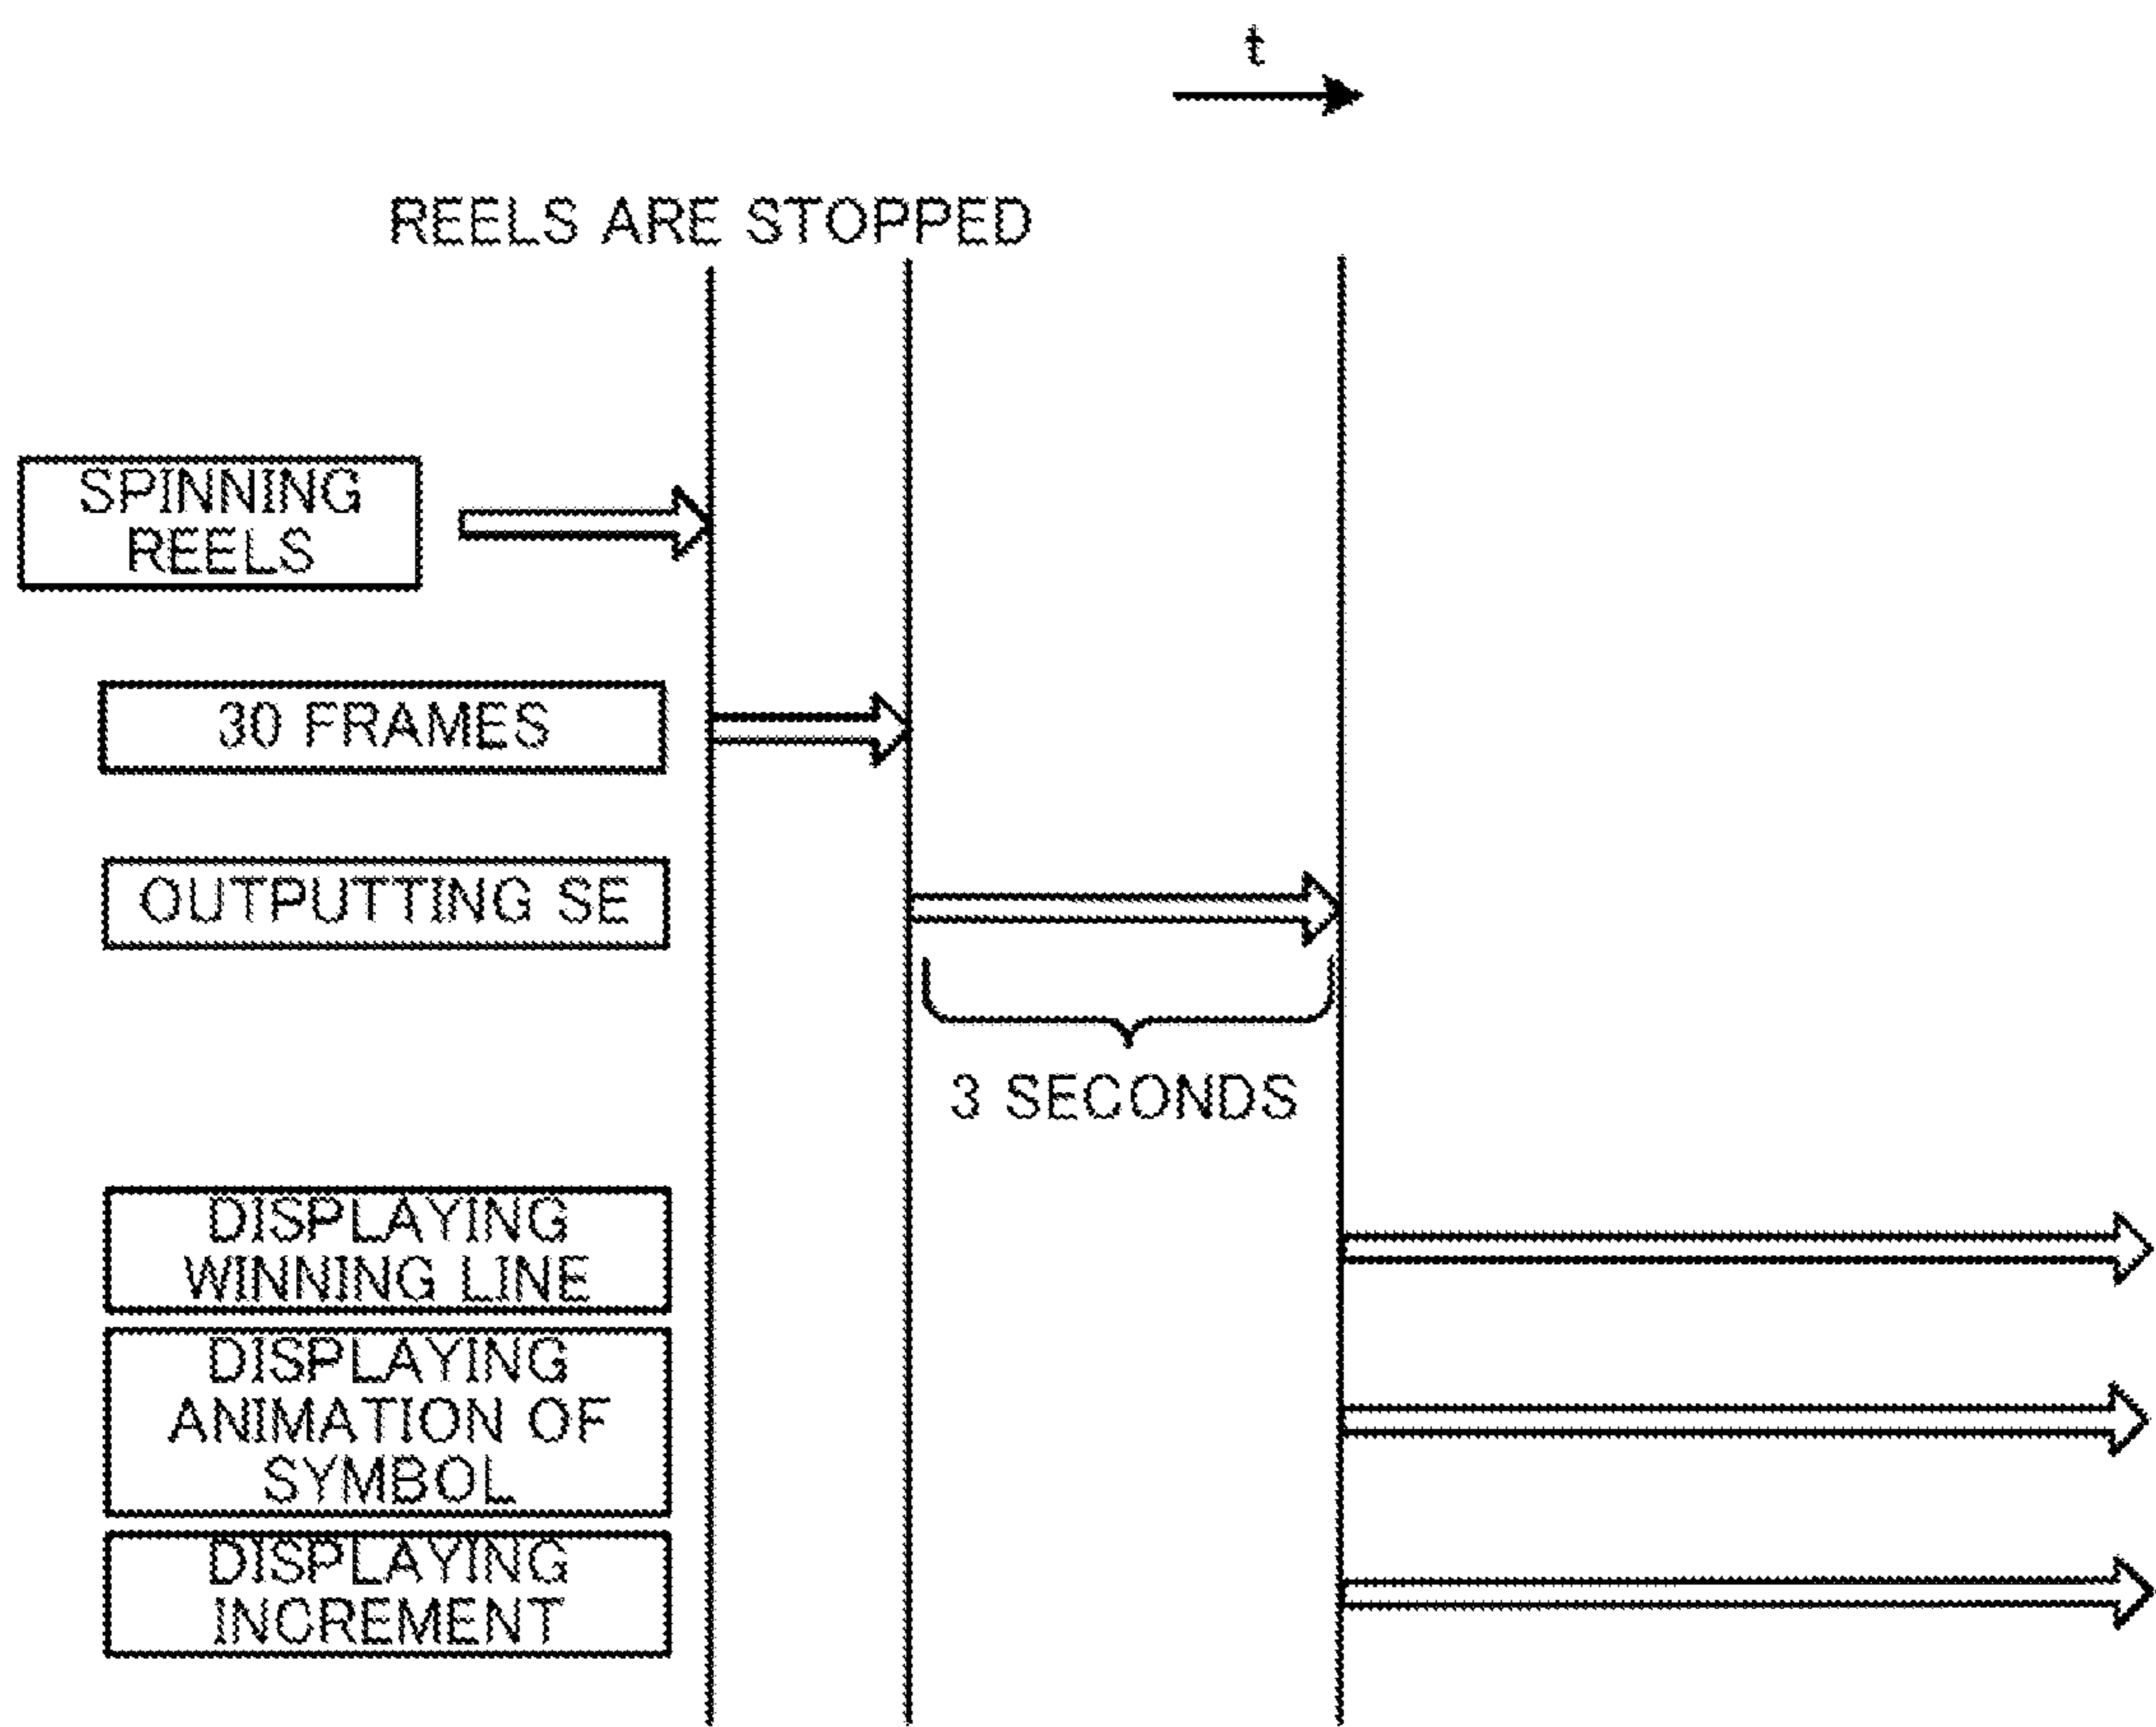 t
REELS ARE STOPPED
SPINNING
REELS
30 FRAMES
OUTPUTTING SE
3 SECONDS
DISPLAYING
WINNING LINE
DISPLAYING
ANIMATION OF
SYMBOL
DISPLAYING
INCREMENT